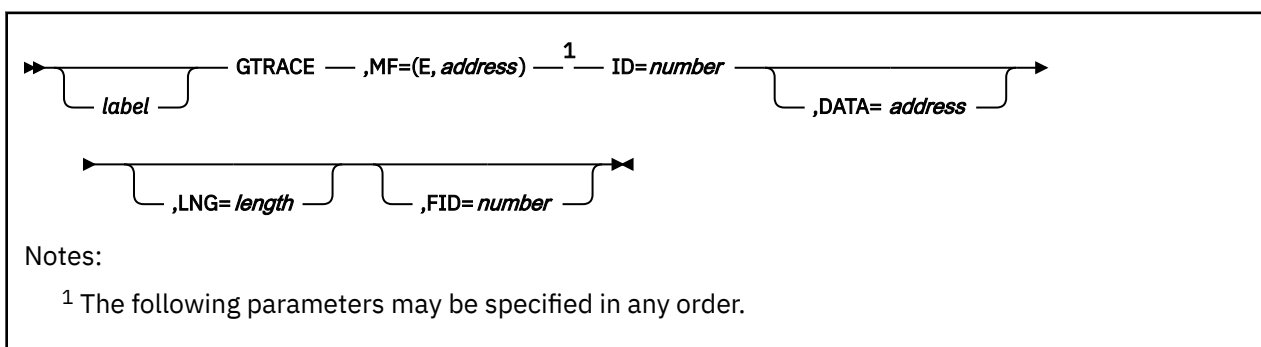 GTRACE ,MF=(E, address) 1 ID=number
label ,DATA= address
,LNG=length ,FID=number
Notes:
1 The following parameters may be specified in any order.